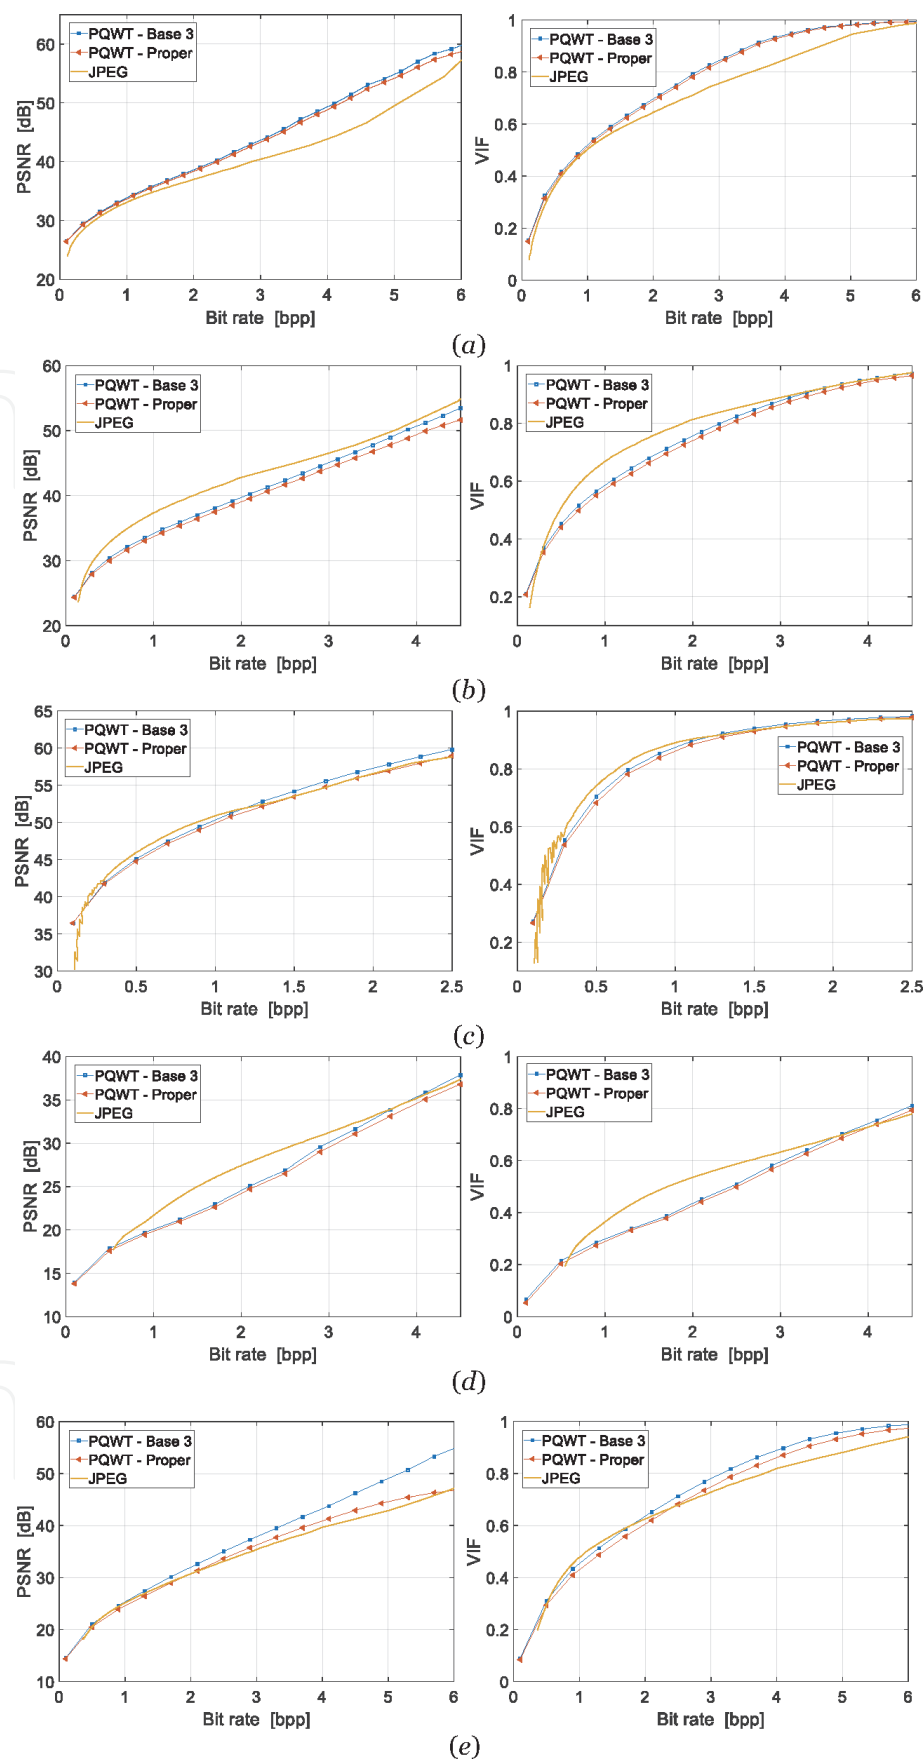 60
50
40
30
20
PSNR [dB]
PQWT - Base 3
PQWT - Proper
JPEG
0 1 2 3 4 5 6
Bit rate [bpp]
1
0.8
0.6
0.4
0.2
0
VIF
PQWT - Base 3
PQWT - Proper
JPEG
0 1 2 3 4 5 6
Bit rate [bpp]
(a)
60
50
40
30
20
PSNR [dB]
PQWT - Base 3
PQWT - Proper
JPEG
0 1 2 3 4
Bit rate [bpp]
1
0.8
0.6
0.4
0.2
VIF
PQWT - Base 3
PQWT - Proper
JPEG
0 1 2 3 4
Bit rate [bpp]
(b)
65
60
55
50
45
40
35
30
PSNR [dB]
PQWT - Base 3
PQWT - Proper
JPEG
0 0.5 1 1.5 2 2.5
Bit rate [bpp]
1
0.8
0.6
0.4
0.2
VIF
PQWT - Base 3
PQWT - Proper
JPEG
0 0.5 1 1.5 2 2.5
Bit rate [bpp]
(c)
40
35
30
25
20
15
10
PSNR [dB]
PQWT - Base 3
PQWT - Proper
JPEG
0 1 2 3 4
Bit rate [bpp]
1
0.8
0.6
0.4
0.2
0
VIF
PQWT - Base 3
PQWT - Proper
JPEG
0 1 2 3 4
Bit rate [bpp]
(d)
60
50
40
30
20
10
PSNR [dB]
PQWT - Base 3
PQWT - Proper
JPEG
0 1 2 3 4 5 6
Bit rate [bpp]
1
0.8
0.6
0.4
0.2
0
VIF
PQWT - Base 3
PQWT - Proper
JPEG
0 1 2 3 4 5 6
Bit rate [bpp]
(e)